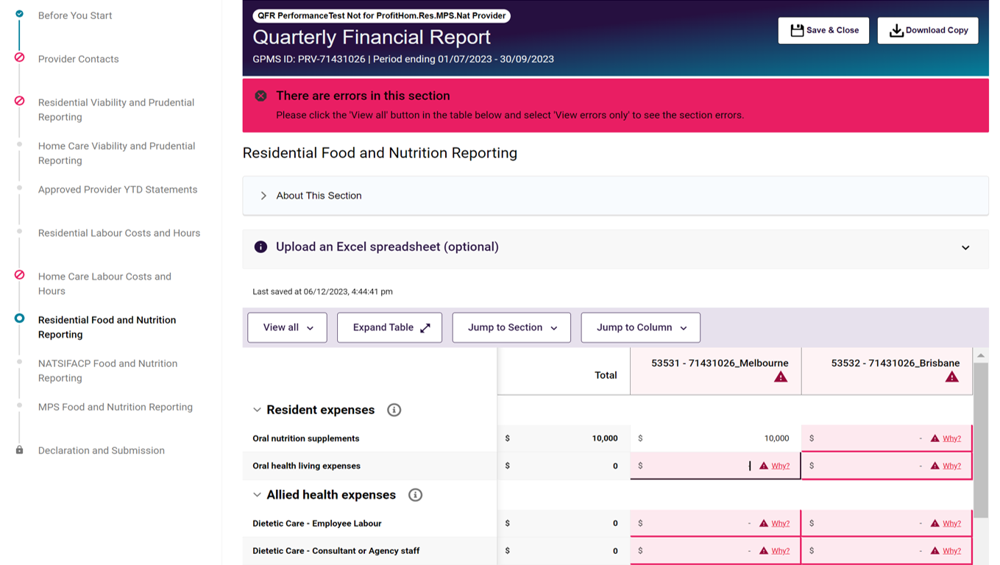 Before You Start
Provider Contacts
Residential Viability and Prudential
Reporting
Home Care Viability and Prudential
Reporting
Approved Provider YTD Statements
Residential Labour Costs and Hours
Home Care Labour Costs and
Hours
Residential Food and Nutrition
Reporting
NATSIFACP Food and Nutrition
Reporting
MPS Food and Nutrition Reporting
Declaration and Submission
QFR PerformanceTest Not for ProfitHom.Res.MPS.Nat Provider
Quarterly Financial Report
GPMS ID: PRV-71431026 | Period ending 01/07/2023 - 30/09/2023
Save & Close
Download Copy
There are errors in this section
Please click the 'View all' button in the table below and select 'View errors only' to see the section errors.
Residential Food and Nutrition Reporting
About This Section
Upload an Excel spreadsheet (optional)
Last saved at 06/12/2023, 4:44:41 pm
View all
Expand Table
Jump to Section
Jump to Column
Total
53531 - 71431026_Melbourne
53532 - 71431026_Brisbane
Resident expenses
Oral nutrition supplements $ 10,000 $ 10,000 $ - Why?
Oral health living expenses $ 0 $ - Why? $ - Why?
Allied health expenses
Dietetic Care - Employee Labour $ 0 $ - Why? $ - Why?
Dietetic Care - Consultant or Agency staff $ 0 $ - Why? $ - Why?